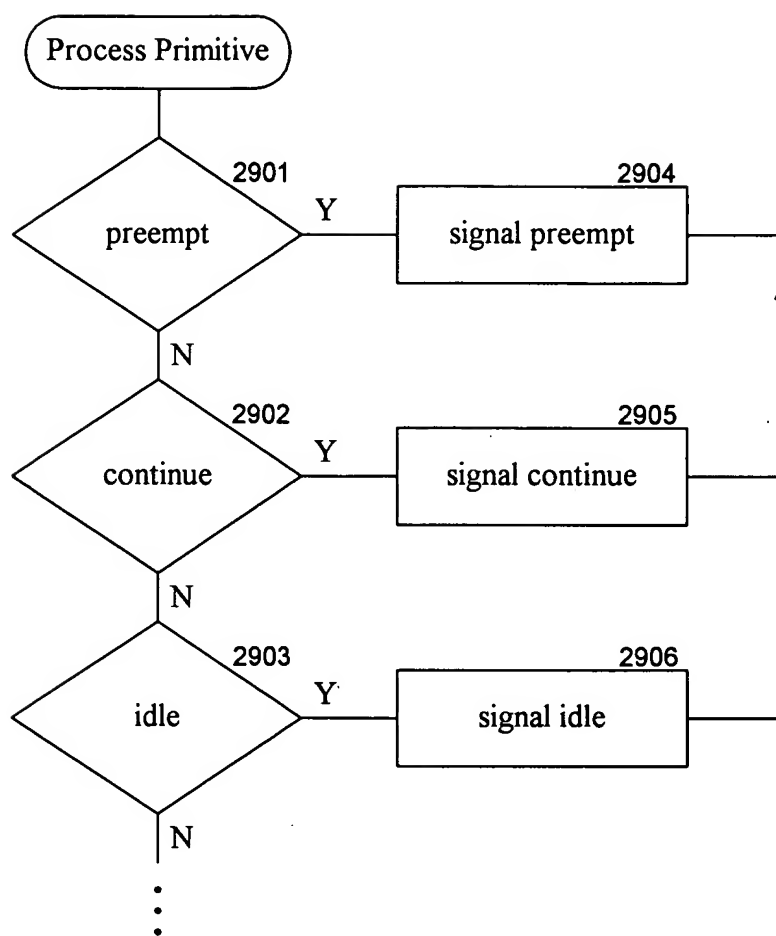 Process Primitive
2901
preempt
Y
2904
signal preempt
N
2902
continue
Y
2905
signal continue
N
2903
idle
Y
2906
signal idle
N